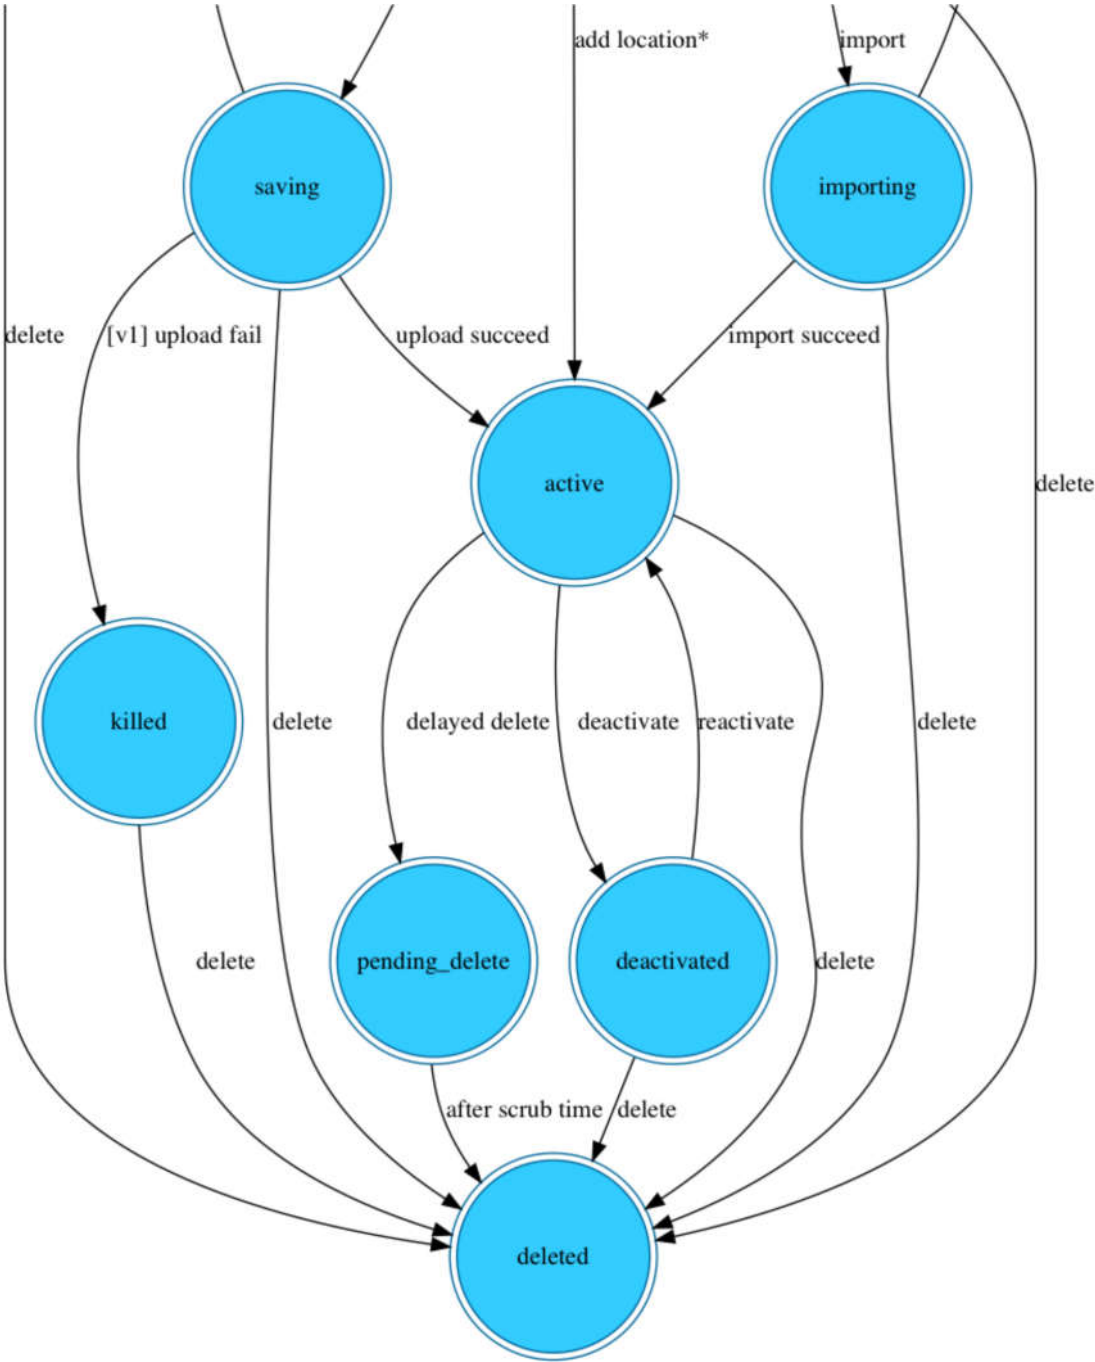 add location*
import
saving
importing
delete
[v1] upload fail
upload succeed
import succeed
active
delete
killed
delete
delayed delete
deactivate
reactivate
delete
delete
pending_delete
deactivated
delete
after scrub time
delete
deleted